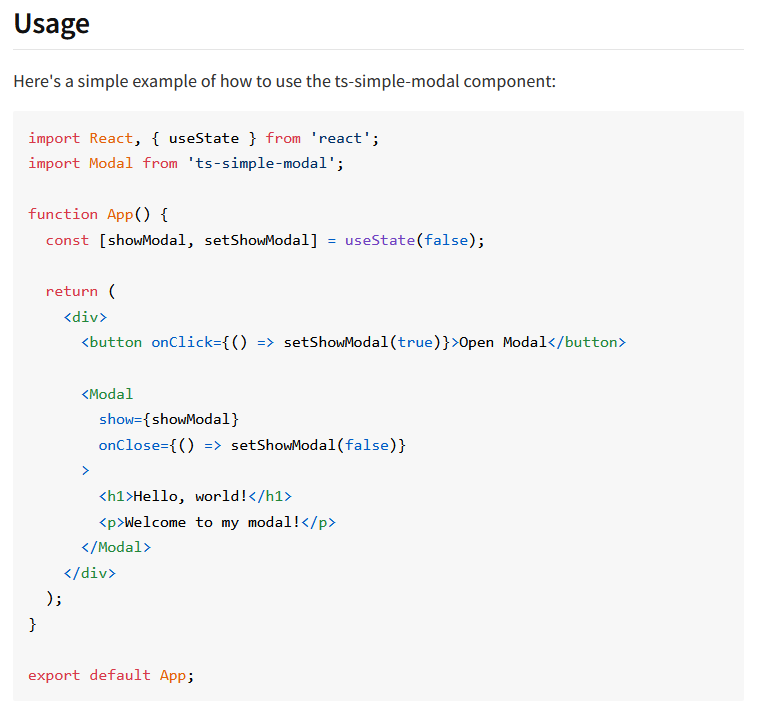 Usage
Here's a simple example of how to use the ts-simple-modal component:
import React, { useState } from 'react';
import Modal from 'ts-simple-modal';

function App() {
  const [showModal, setShowModal] = useState(false);

  return (
    <div>
      <button onClick={() => setShowModal(true)}>Open Modal</button>

      <Modal
        show={showModal}
        onClose={() => setShowModal(false)}
      >
        <h1>Hello, world!</h1>
        <p>Welcome to my modal!</p>
      </Modal>
    </div>
  );
}

export default App;